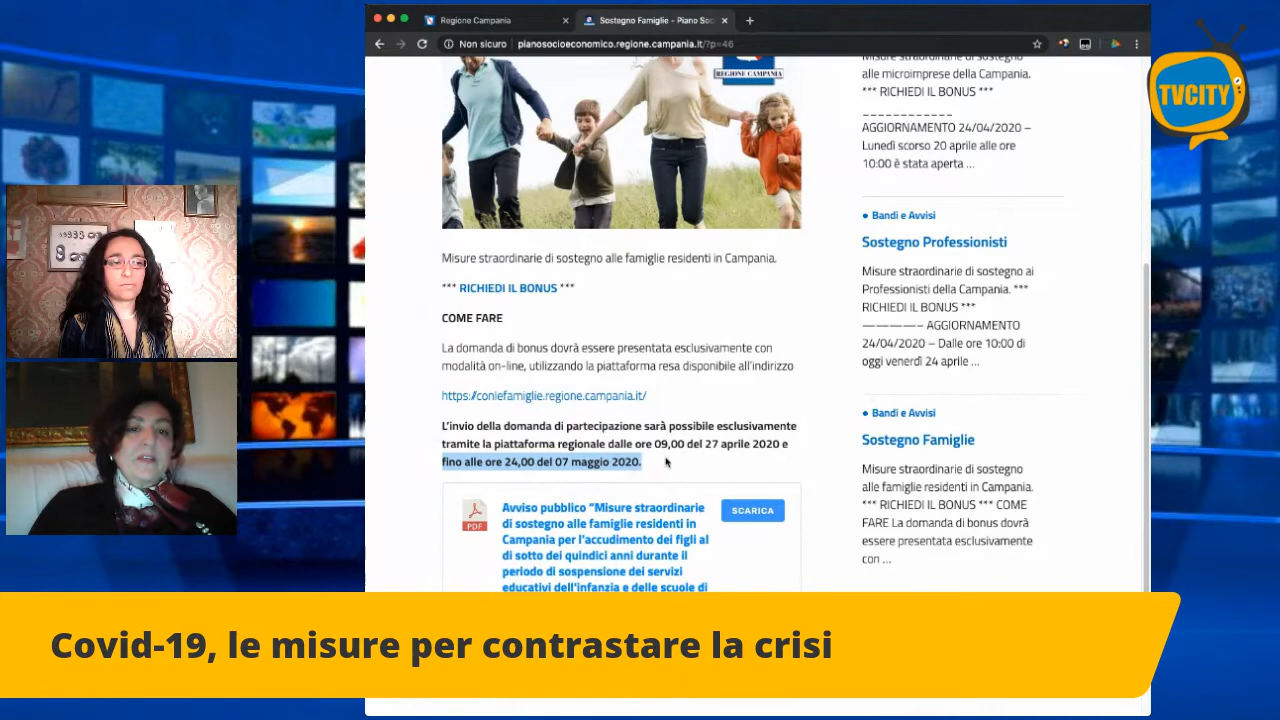 Regione Campania
Sostegno Famiglie – Piano Soc
Non sicuro
pianosocioeconomico.regione.campania.it/?p=46
REGIONE CAMPANIA
Misure straordinarie di sostegno alle famiglie residenti in Campania.
*** RICHIEDI IL BONUS ***
COME FARE
La domanda di bonus dovrà essere presentata esclusivamente con
modalità on-line, utilizzando la piattaforma resa disponibile all'indirizzo
https://coniefamiglie.regione.campania.it/
L'invio della domanda di partecipazione sarà possibile esclusivamente
tramite la piattaforma regionale dalle ore 09,00 del 27 aprile 2020 e
fino alle ore 24,00 del 07 maggio 2020.
PDF
Avviso pubblico "Misure straordinarie
di sostegno alle famiglie residenti in
Campania per l'accudimento dei figli al
di sotto dei quindici anni durante il
periodo di sospensione dei servizi
educativi dell'infanzia e delle scuole di
SCARICA
Misure straordinarie di sostegno
alle microimprese della Campania.
*** RICHIEDI IL BONUS ***
_ _ _ _ _ _ _ _ _ _ _ _
AGGIORNAMENTO 24/04/2020 –
Lunedì scorso 20 aprile alle ore
10:00 è stata aperta ...
• Bandi e Avvisi
Sostegno Professionisti
Misure straordinarie di sostegno ai
Professionisti della Campania. ***
RICHIEDI IL BONUS ***
—————– AGGIORNAMENTO
24/04/2020 – Dalle ore 10:00 di
oggi venerdì 24 aprile ...
• Bandi e Avvisi
Sostegno Famiglie
Misure straordinarie di sostegno
alle famiglie residenti in Campania.
*** RICHIEDI IL BONUS *** COME
FARE La domanda di bonus dovrà
essere presentata esclusivamente
con ...
TVCITY
Covid-19, le misure per contrastare la crisi